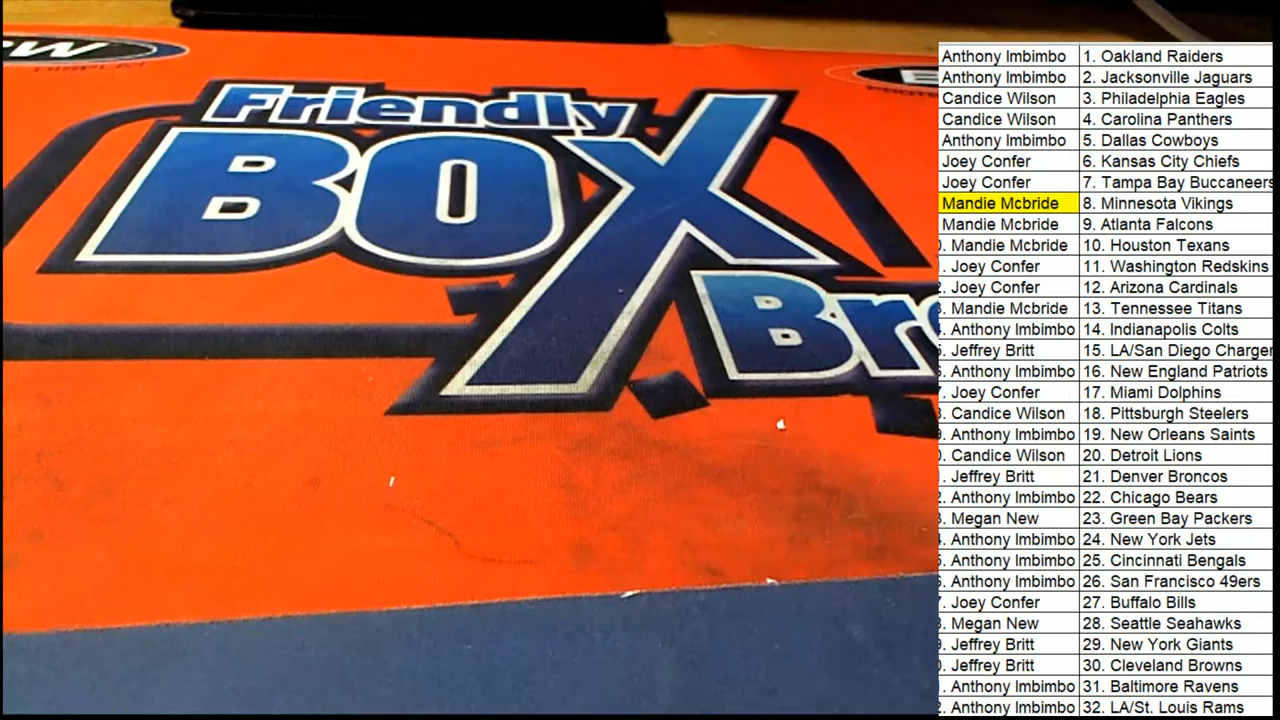 Friendly
BOX
Br
Anthony Imbimbo 1. Oakland Raiders
Anthony Imbimbo 2. Jacksonville Jaguars
Candice Wilson 3. Philadelphia Eagles
Candice Wilson 4. Carolina Panthers
Anthony Imbimbo 5. Dallas Cowboys
Joey Confer 6. Kansas City Chiefs
Joey Confer 7. Tampa Bay Buccaneers
Mandie Mcbride 8. Minnesota Vikings
Mandie Mcbride 9. Atlanta Falcons
. Mandie Mcbride 10. Houston Texans
. Joey Confer 11. Washington Redskins
. Joey Confer 12. Arizona Cardinals
. Mandie Mcbride 13. Tennessee Titans
. Anthony Imbimbo 14. Indianapolis Colts
. Jeffrey Britt 15. LA/San Diego Charger
. Anthony Imbimbo 16. New England Patriots
. Joey Confer 17. Miami Dolphins
. Candice Wilson 18. Pittsburgh Steelers
. Anthony Imbimbo 19. New Orleans Saints
. Candice Wilson 20. Detroit Lions
. Jeffrey Britt 21. Denver Broncos
. Anthony Imbimbo 22. Chicago Bears
. Megan New 23. Green Bay Packers
. Anthony Imbimbo 24. New York Jets
. Anthony Imbimbo 25. Cincinnati Bengals
. Anthony Imbimbo 26. San Francisco 49ers
. Joey Confer 27. Buffalo Bills
. Megan New 28. Seattle Seahawks
. Jeffrey Britt 29. New York Giants
. Jeffrey Britt 30. Cleveland Browns
. Anthony Imbimbo 31. Baltimore Ravens
. Anthony Imbimbo 32. LA/St. Louis Rams